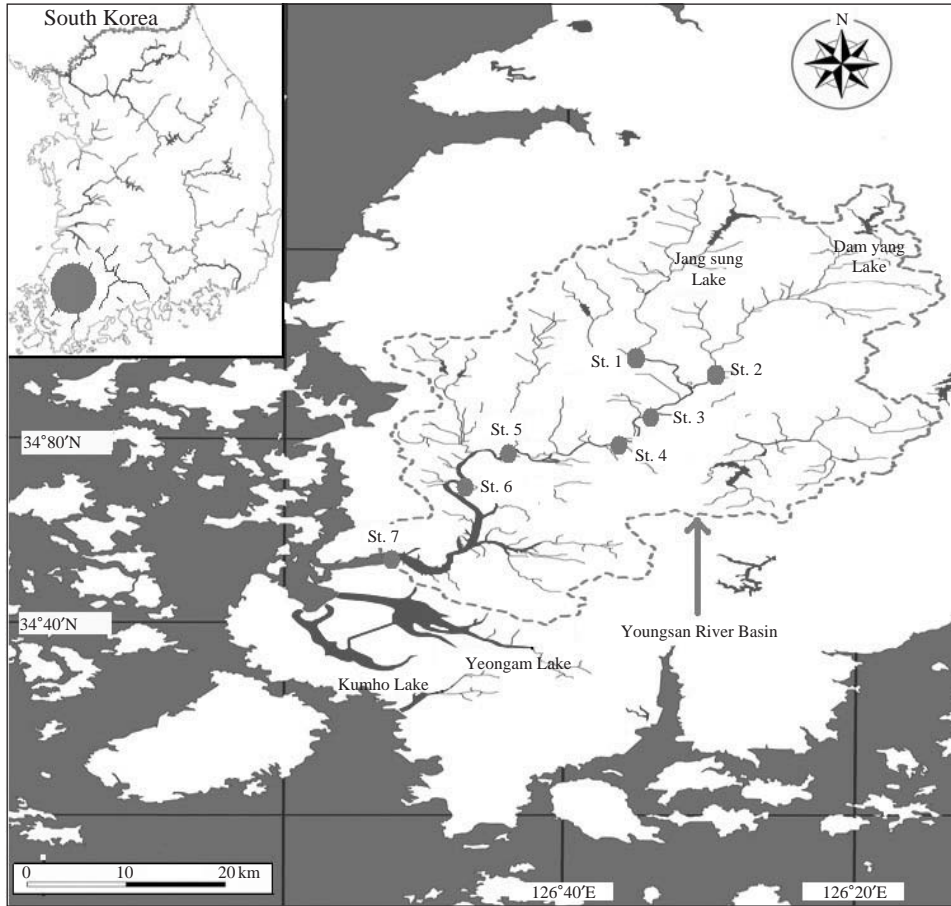 South Korea
N
Jang sung
Lake
Dam yang
Lake
St. 1
St. 2
St. 3
St. 4
St. 5
St. 6
St. 7
34°80′N
34°40′N
Youngsan River Basin
Yeongam Lake
Kumho Lake
0 10 20 km
126°40′E
126°20′E